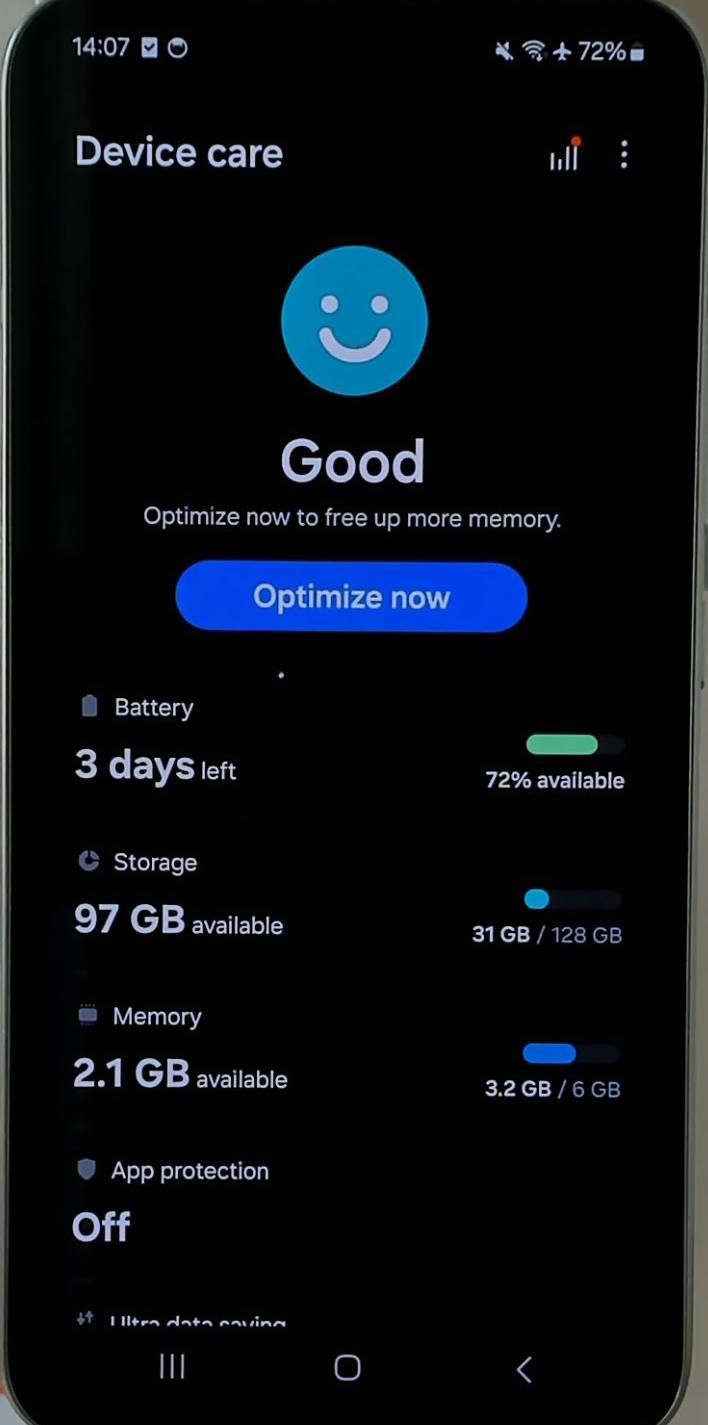 14:07 72%
Device care
Good
Optimize now to free up more memory.
Optimize now
Battery
3 days left
72% available
Storage
97 GB available
31 GB / 128 GB
Memory
2.1 GB available
3.2 GB / 6 GB
App protection
Off
Ultra data saving